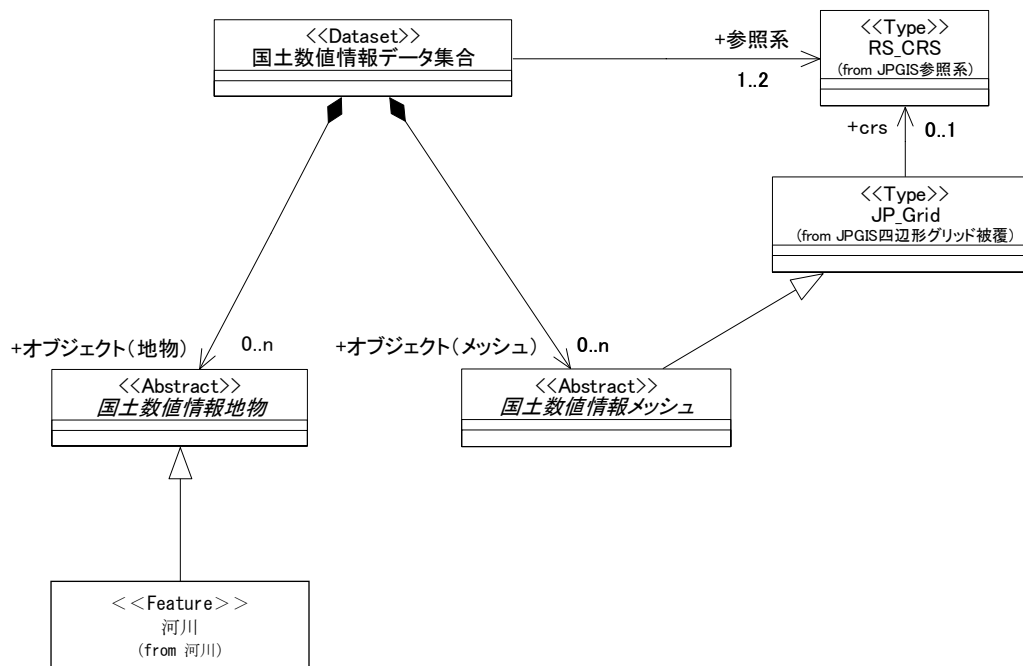 <<Dataset>>
国土数値情報データ集合
+参照系
1..2
<<Type>>
RS_CRS
(from JPGIS参照系)
+crs
0..1
<<Type>>
JP_Grid
(from JPGIS四辺形グリッド被覆)
+オブジェクト(地物)
0..n
+オブジェクト(メッシュ)
0..n
<<Abstract>>
国土数値情報地物
<<Abstract>>
国土数値情報メッシュ
<<Feature>>
河川
(from 河川)